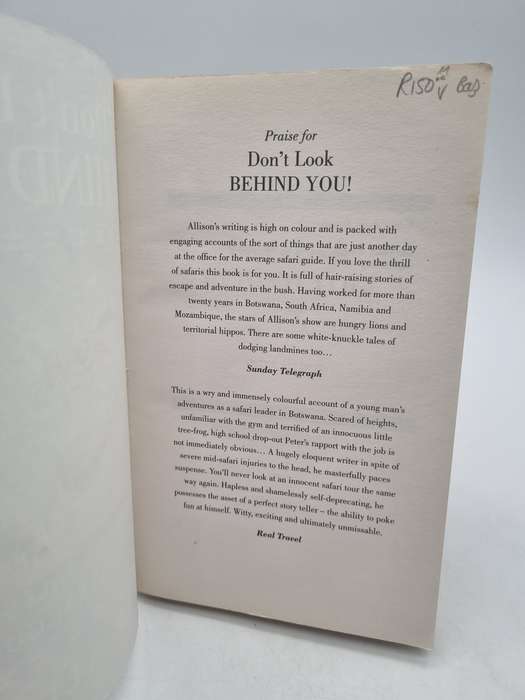 R150
Praise for
Don't Look
BEHIND YOU!
Allison's writing is high on colour and is packed with
engaging accounts of the sort of things that are just another day
at the office for the average safari guide. If you love the thrill
of safaris this book is for you. It is full of hair-raising stories of
escape and adventure in the bush. Having worked for more than
twenty years in Botswana, South Africa, Namibia and
Mozambique, the stars of Allison's show are hungry lions and
territorial hippos. There are some white-knuckle tales of
dodging landmines too...
Sunday Telegraph
This is a wry and immensely colourful account of a young man's
adventures as a safari leader in Botswana. Scared of heights,
unfamiliar with the gym and terrified of an innocuous little
tree-frog, high school drop-out Peter's rapport with the job is
not immediately obvious... A hugely eloquent writer in spite of
severe mid-safari injuries to the head, he masterfully paces
suspense. You'll never look at an innocent safari tour the same
way again. Hapless and shamelessly self-deprecating, he
possesses the asset of a perfect story teller – the ability to poke
fun at himself. Witty, exciting and ultimately unmissable.
Real Travel